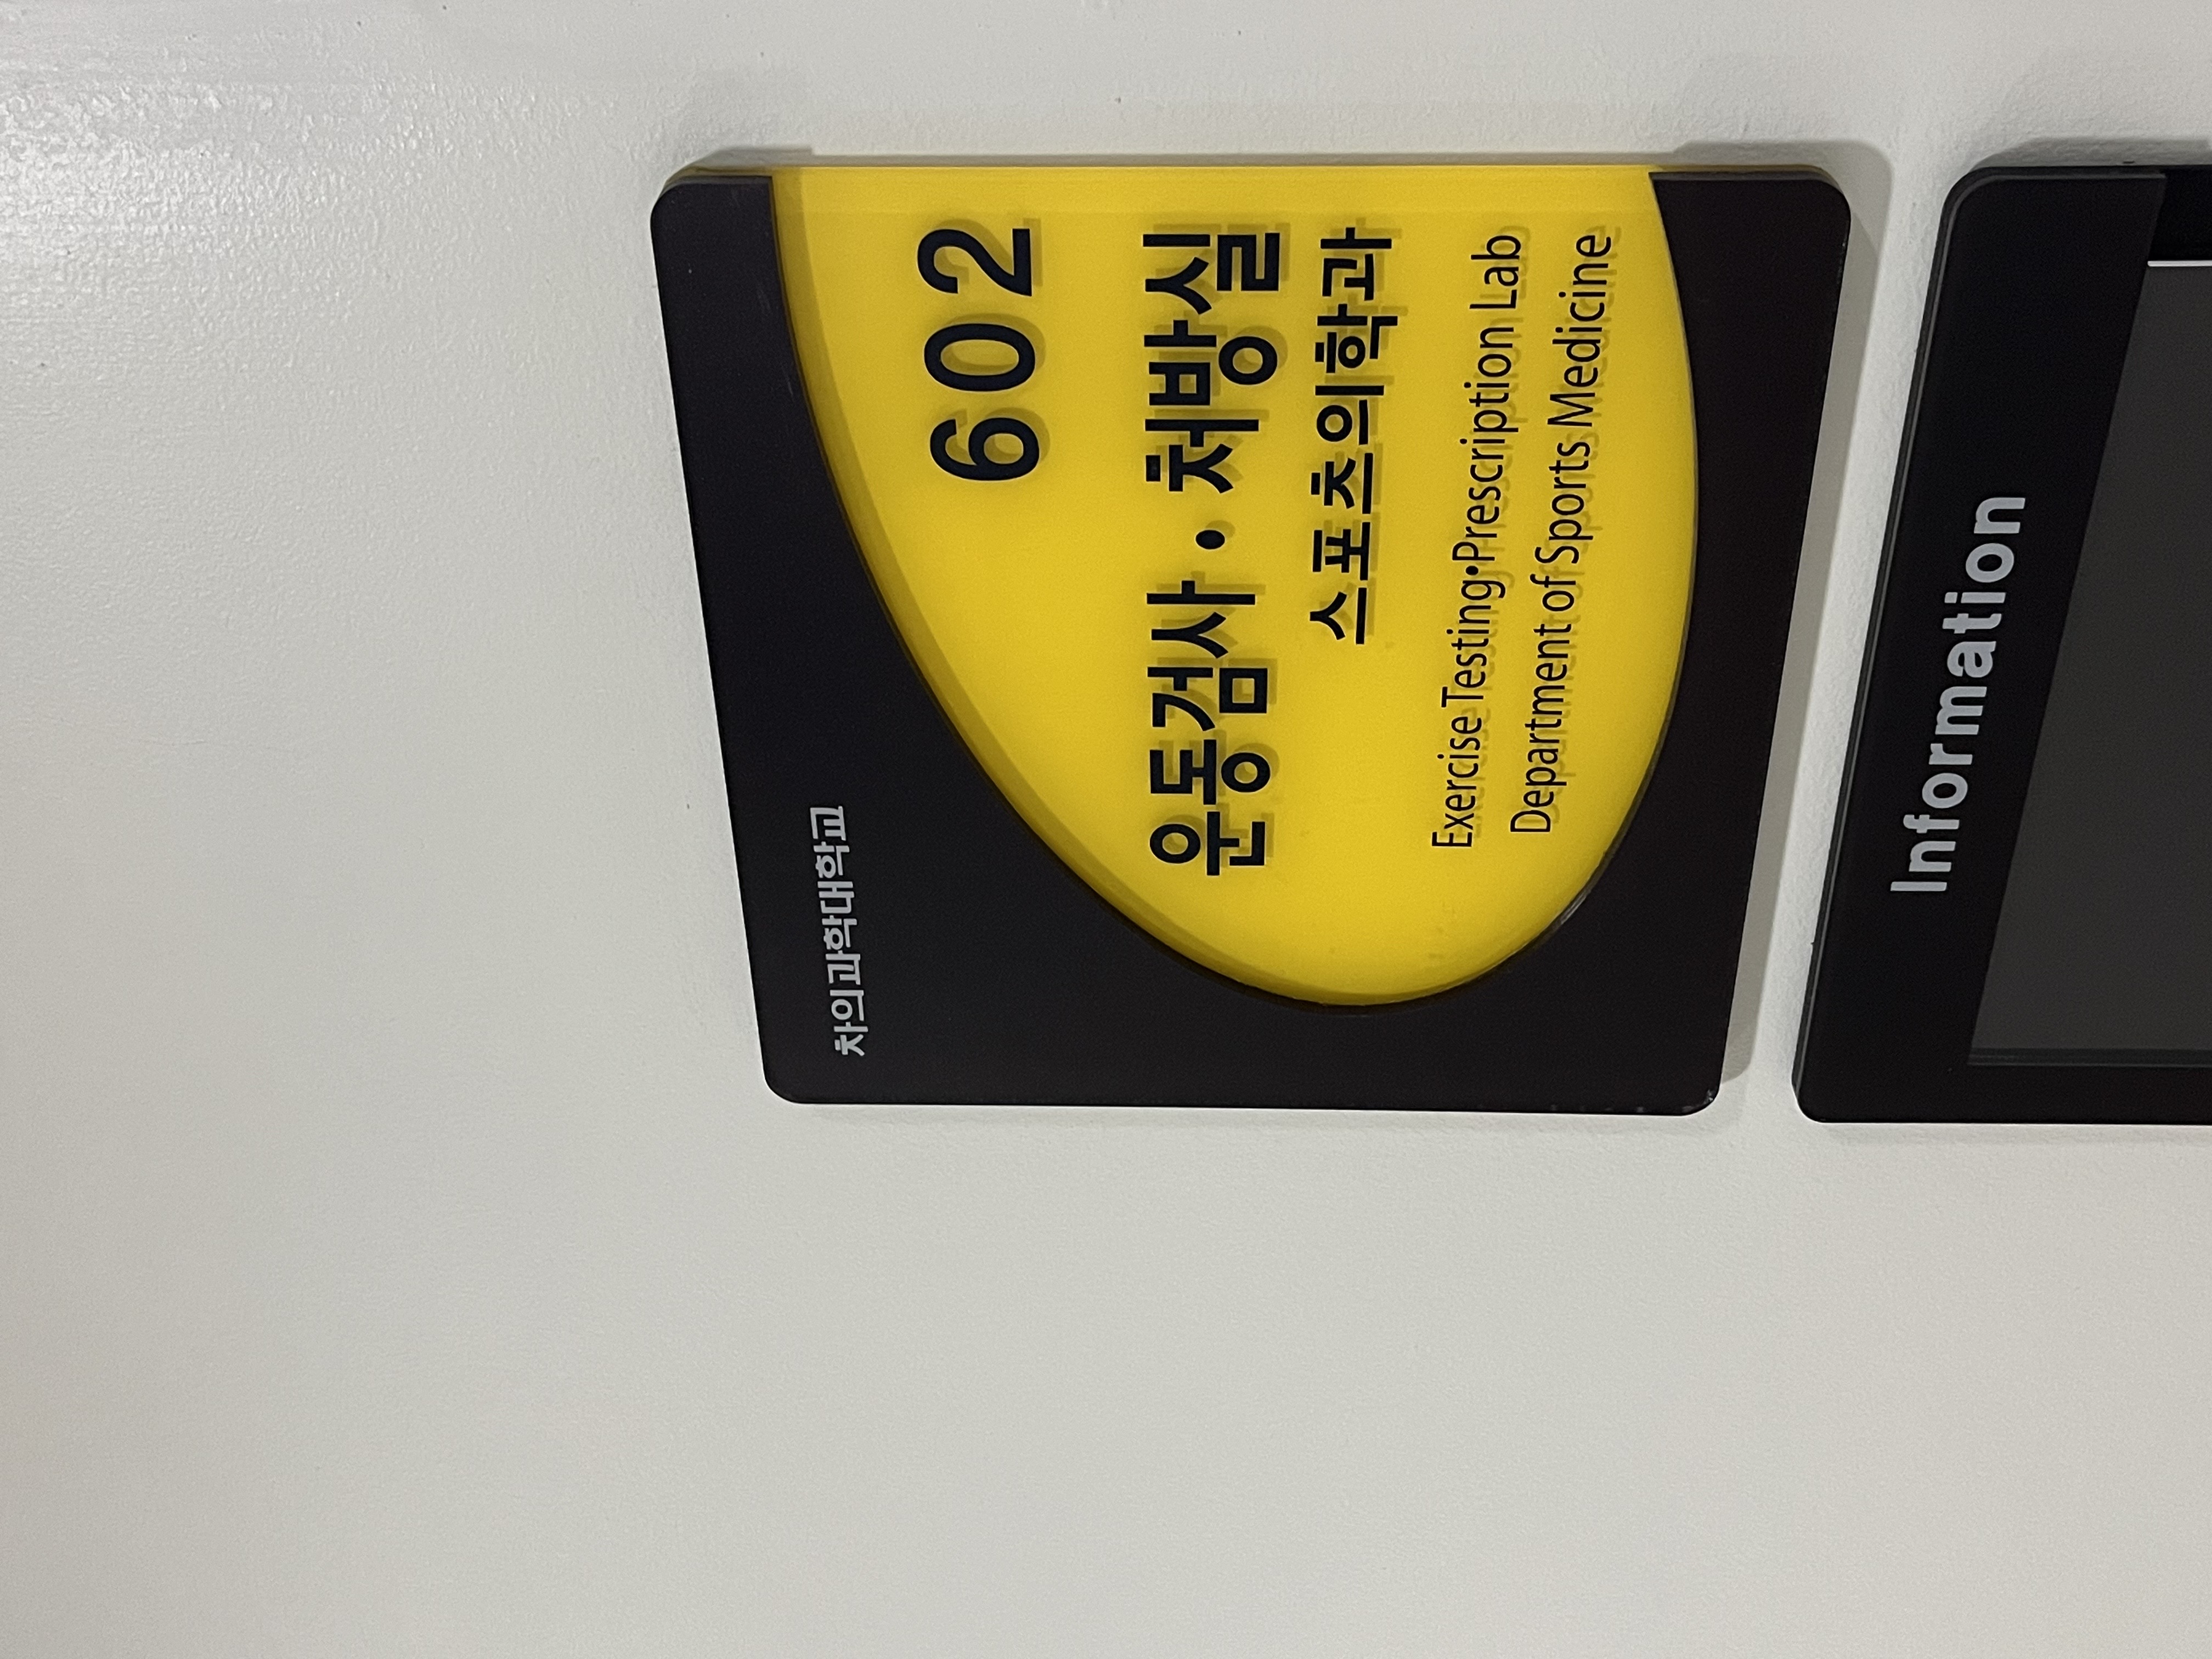 차의과학대학교
602
운동검사 · 처방실
스포츠의학과
Exercise Testing•Prescription Lab
Department of Sports Medicine
Information